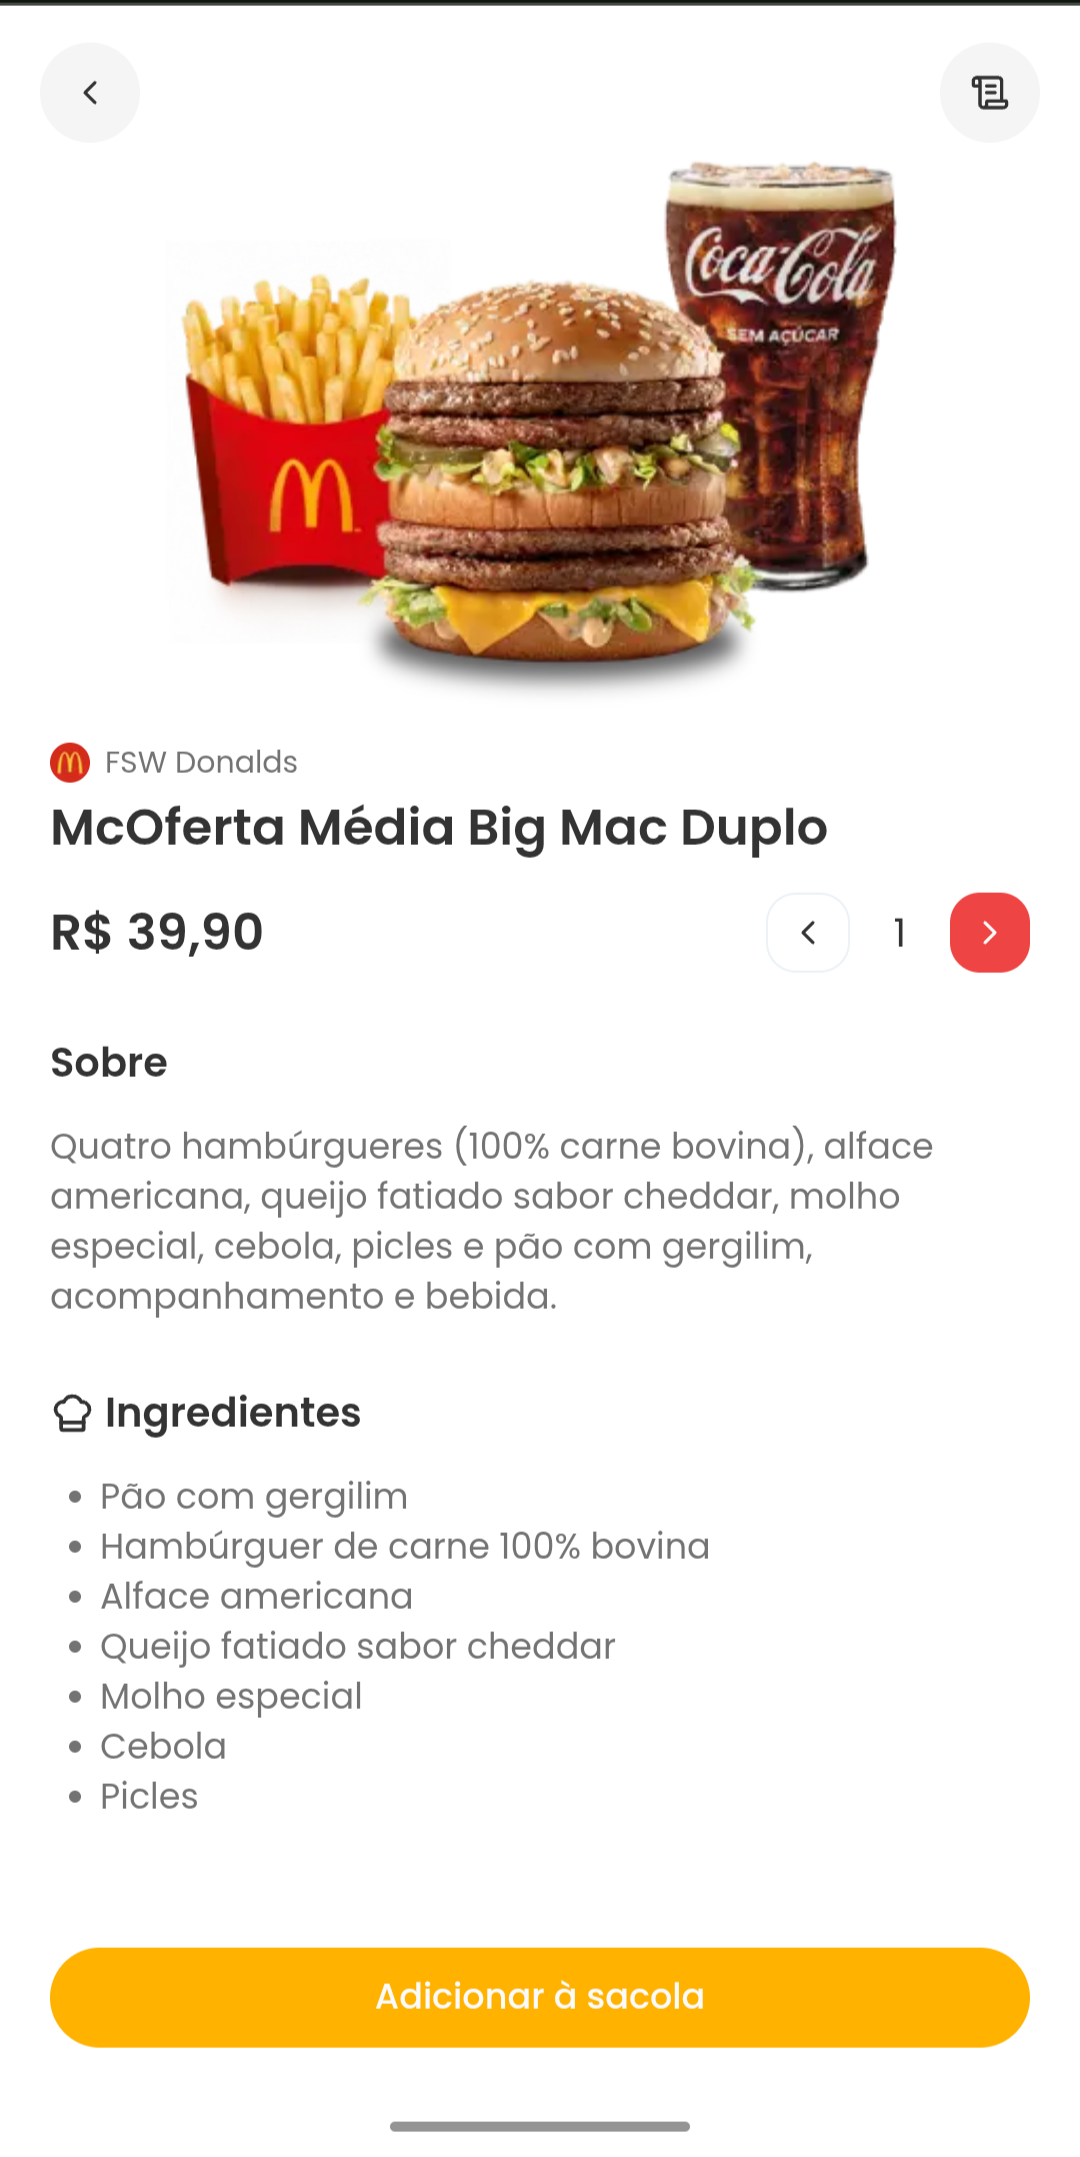 Coca-Cola
SEM AÇÚCAR
FSW Donalds
McOferta Média Big Mac Duplo
R$ 39,90
1
Sobre
Quatro hambúrgueres (100% carne bovina), alface
americana, queijo fatiado sabor cheddar, molho
especial, cebola, picles e pão com gergilim,
acompanhamento e bebida.
Ingredientes
Pão com gergilim
Hambúrguer de carne 100% bovina
Alface americana
Queijo fatiado sabor cheddar
Molho especial
Cebola
Picles
Adicionar à sacola